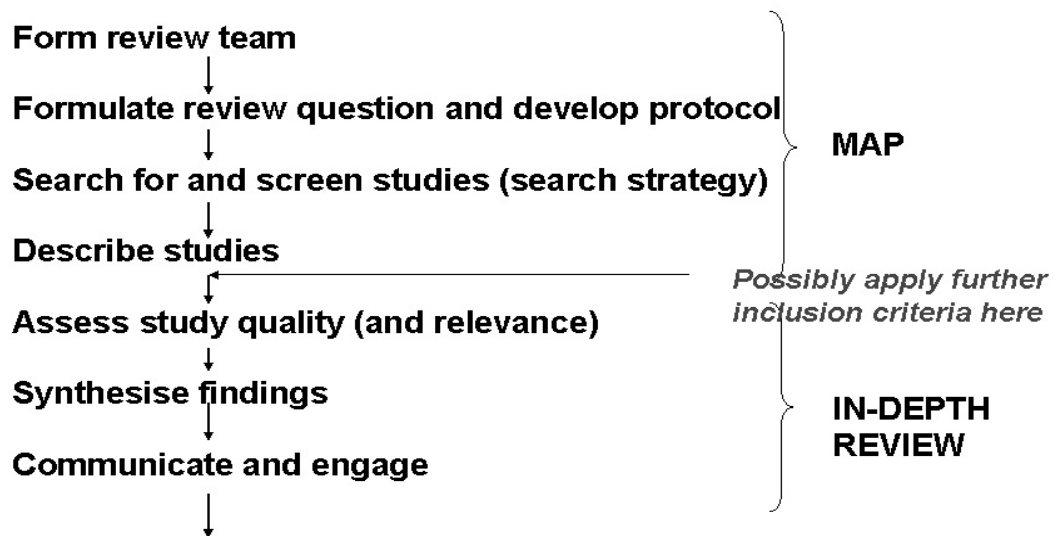 Form review team
Formulate review question and develop protocol
MAP
Search for and screen studies (search strategy)
Describe studies
Possibly apply further
inclusion criteria here
Assess study quality (and relevance)
Synthesise findings
IN-DEPTH
REVIEW
Communicate and engage